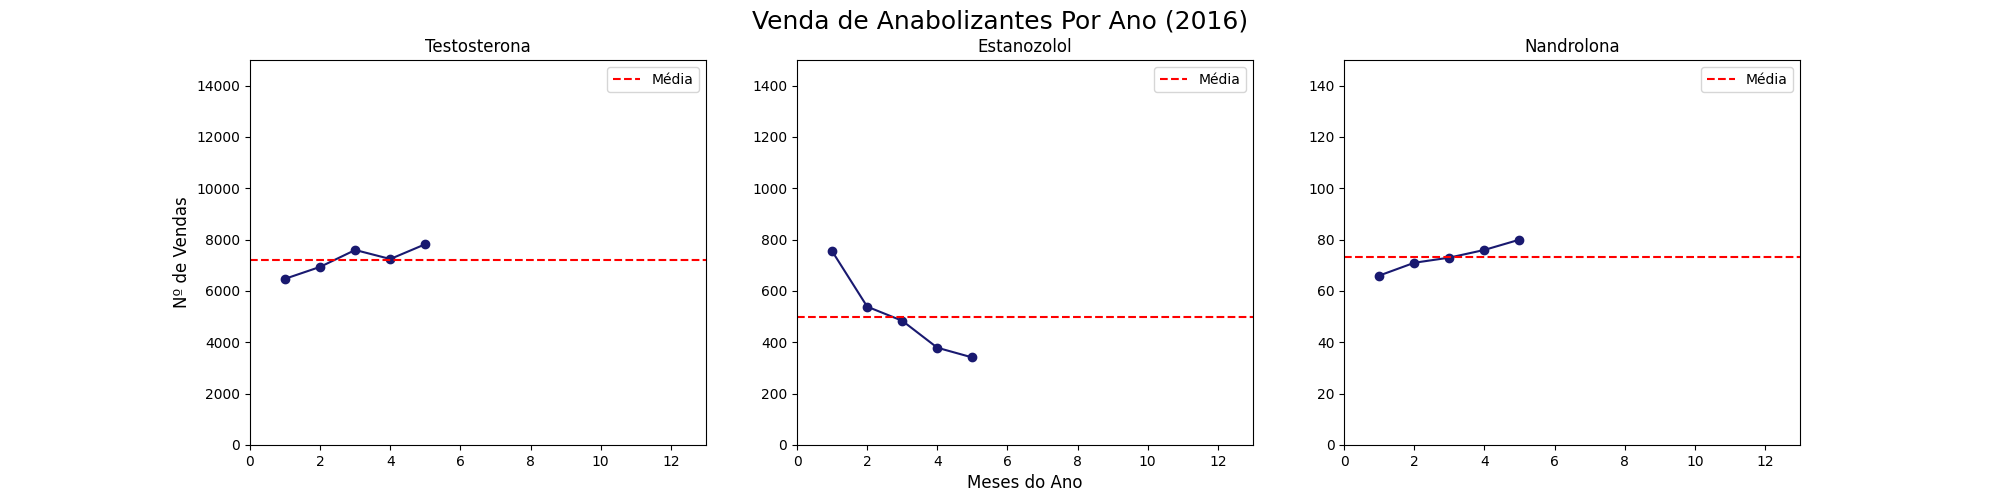 Venda de Anabolizantes Por Ano (2016)
Testosterona
Nº de Vendas
14000
12000
10000
8000
6000
4000
2000
0
Média
0 2 4 6 8 10 12
Estanozolol
1400
1200
1000
800
600
400
200
0
Média
0 2 4 6 8 10 12
Meses do Ano
Nandrolona
140
120
100
80
60
40
20
0
Média
0 2 4 6 8 10 12